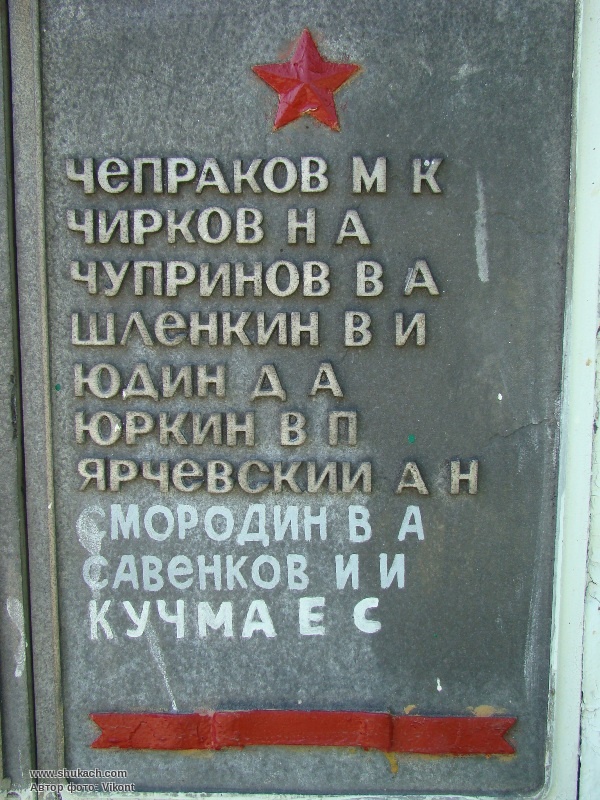 ЧеПРАКОВ М К
ЧИРКОВ Н А
ЧУПРИНОВ В А
ШЛеНКИН В И
ЮДИН Д А
ЮРКИН В П
ЯРЧеВСКИИ А Н
СМОРОДИН В А
САВеНКОВ И И
КУЧМА Е С
www.shukach.com
Автор фото: Vikont